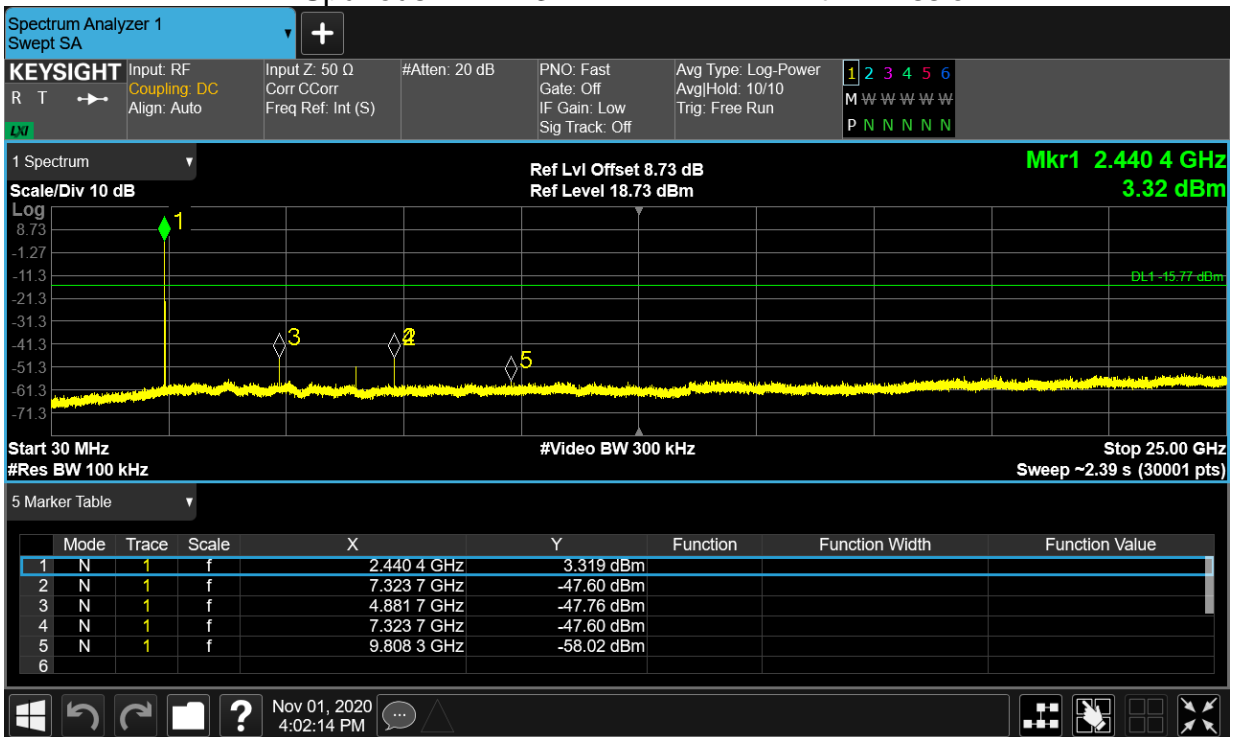 Spectrum Analyzer 1
Swept SA
+
KEYSIGHT
R T
LXI
Input: RF
Coupling: DC
Align: Auto
Input Z: 50 Ω
Corr CCorr
Freq Ref: Int (S)
#Atten: 20 dB
PNO: Fast
Gate: Off
IF Gain: Low
Sig Track: Off
Avg Type: Log-Power
Avg|Hold: 10/10
Trig: Free Run
1 2 3 4 5 6
M W W W W W
P N N N N N
1 Spectrum
Scale/Div 10 dB
Ref Lvl Offset 8.73 dB
Ref Level 18.73 dBm
Mkr1 2.440 4 GHz
3.32 dBm
Log
8.73
-1.27
-11.3
-21.3
-31.3
-41.3
-51.3
-61.3
-71.3
1
3
5
DL1 -15.77 dBm
Start 30 MHz
#Res BW 100 kHz
#Video BW 300 kHz
Stop 25.00 GHz
Sweep ~2.39 s (30001 pts)
5 Marker Table
Mode Trace Scale X Y Function Function Width Function Value
1 N 1 f 2.440 4 GHz 3.319 dBm
2 N 1 f 7.323 7 GHz -47.60 dBm
3 N 1 f 4.881 7 GHz -47.76 dBm
4 N 1 f 7.323 7 GHz -47.60 dBm
5 N 1 f 9.808 3 GHz -58.02 dBm
6
?
Nov 01, 2020
4:02:14 PM